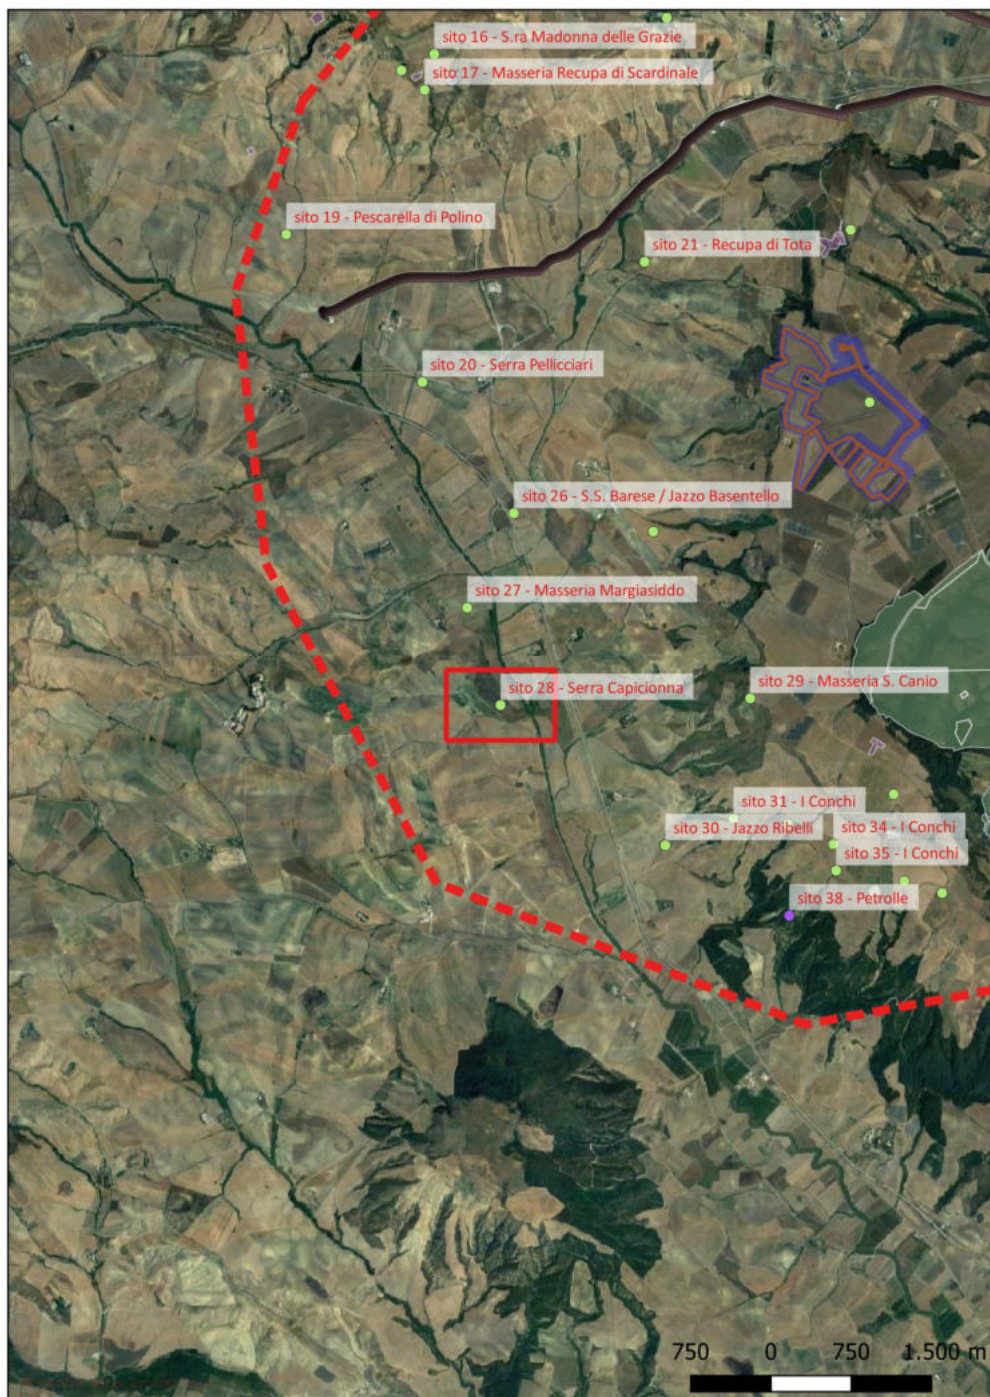 sito 16 - S.ra Madonna delle Grazie
sito 17 - Masseria Recupa di Scardinale
sito 19 - Pescarella di Polino
sito 21 - Recupa di Tota
sito 20 - Serra Pellicciari
sito 26 - S.S. Barese / Jazzo Basentello
sito 27 - Masseria Margiasiddo
sito 28 - Serra Capicionna
sito 29 - Masseria S. Canio
sito 31 - I Conchi
sito 30 - Jazzo Ribelli
sito 34 - I Conchi
sito 35 - I Conchi
sito 38 - Petrolle
750 0 750 1.500 m